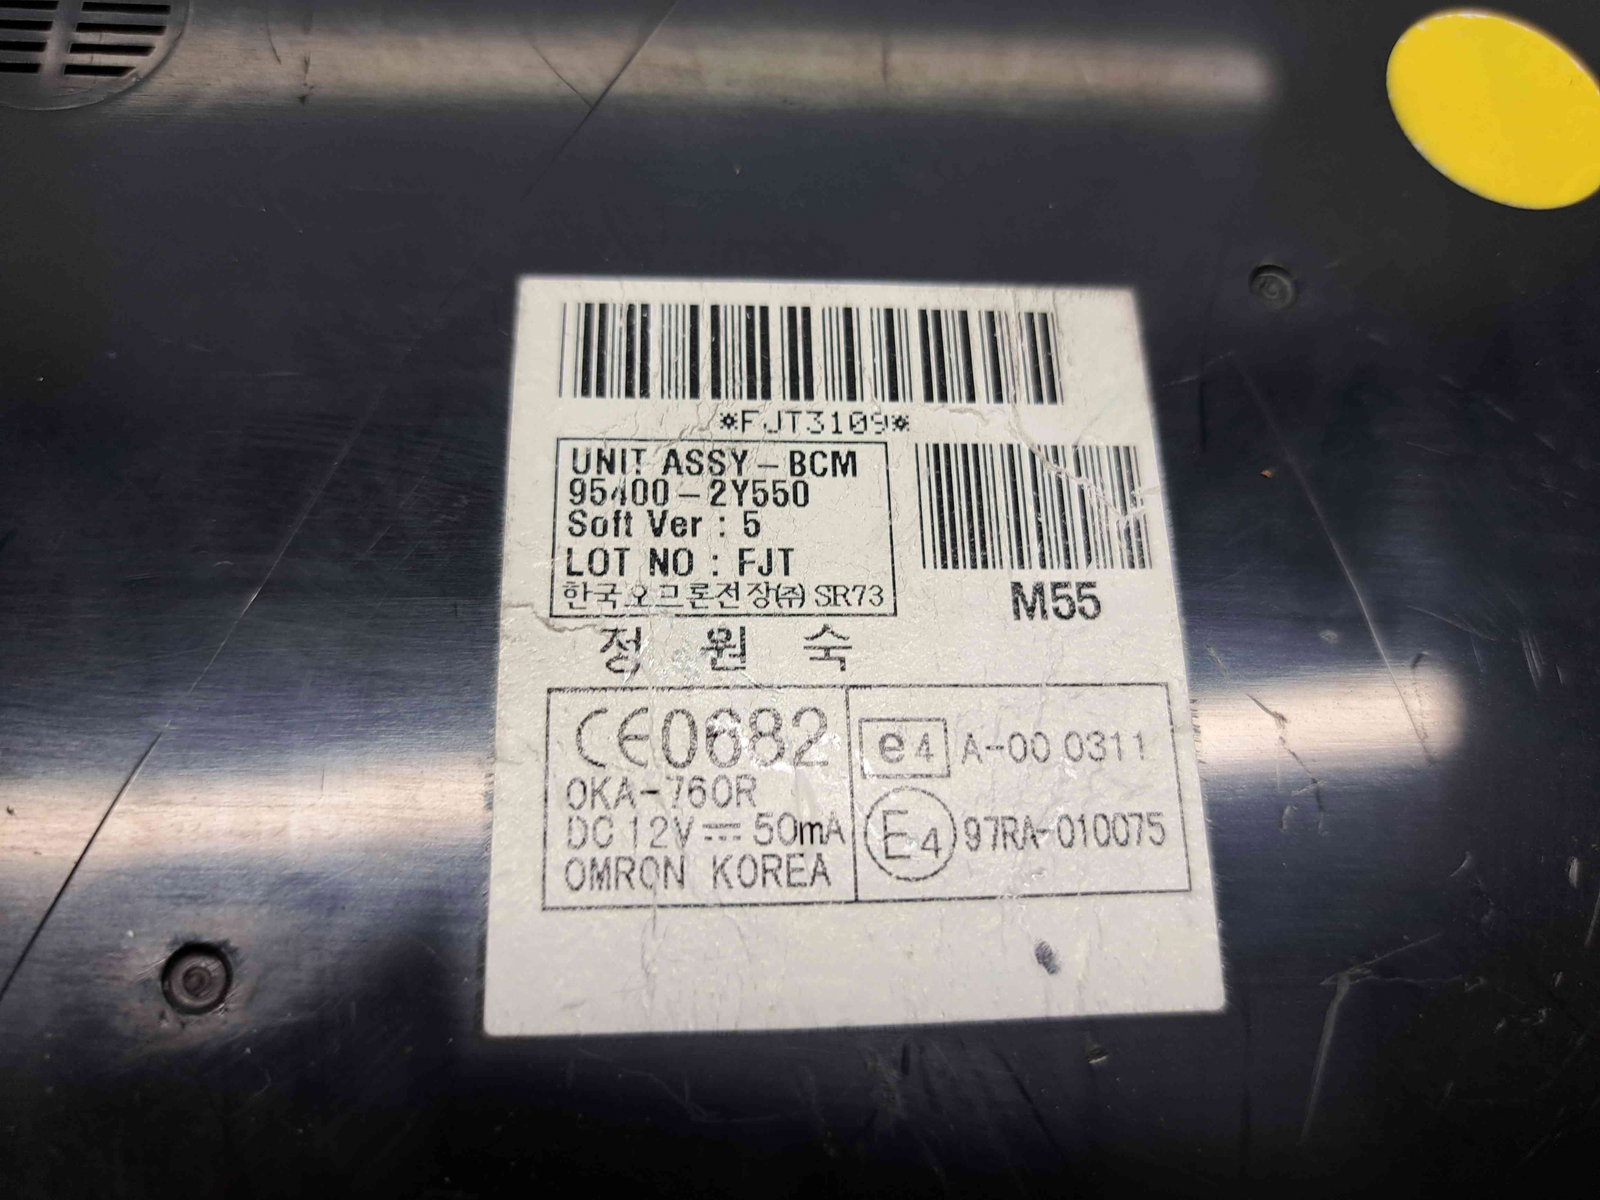 *FJT3109*
UNIT ASSY-BCM
95400-2Y550
Soft Ver : 5
LOT NO : FJT
한국오므론전장(주) SR73
M55
정 원 숙
CE0682
OKA-760R
DC 12V ⎓ 50mA
OMRON KOREA
e4 A-00 0311
E4 97RA-010075